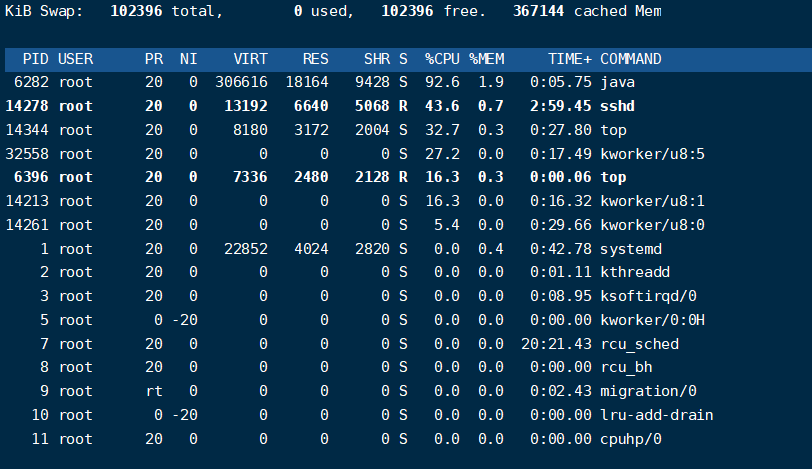 KiB Swap:   102396 total,        0 used,   102396 free.   367144 cached Mem
  PID USER      PR  NI    VIRT    RES    SHR S  %CPU %MEM     TIME+ COMMAND
 6282 root      20   0  306616  18164   9428 S  92.6  1.9   0:05.75 java
14278 root      20   0   13192   6640   5068 R  43.6  0.7   2:59.45 sshd
14344 root      20   0    8180   3172   2004 S  32.7  0.3   0:27.80 top
32558 root      20   0       0      0      0 S  27.2  0.0   0:17.49 kworker/u8:5
 6396 root      20   0    7336   2480   2128 R  16.3  0.3   0:00.06 top
14213 root      20   0       0      0      0 S  16.3  0.0   0:16.32 kworker/u8:1
14261 root      20   0       0      0      0 S   5.4  0.0   0:29.66 kworker/u8:0
    1 root      20   0   22852   4024   2820 S   0.0  0.4   0:42.78 systemd
    2 root      20   0       0      0      0 S   0.0  0.0   0:01.11 kthreadd
    3 root      20   0       0      0      0 S   0.0  0.0   0:08.95 ksoftirqd/0
    5 root       0 -20       0      0      0 S   0.0  0.0   0:00.00 kworker/0:0H
    7 root      20   0       0      0      0 S   0.0  0.0  20:21.43 rcu_sched
    8 root      20   0       0      0      0 S   0.0  0.0   0:00.00 rcu_bh
    9 root      rt   0       0      0      0 S   0.0  0.0   0:02.43 migration/0
   10 root       0 -20       0      0      0 S   0.0  0.0   0:00.00 lru-add-drain
   11 root      20   0       0      0      0 S   0.0  0.0   0:00.00 cpuhp/0